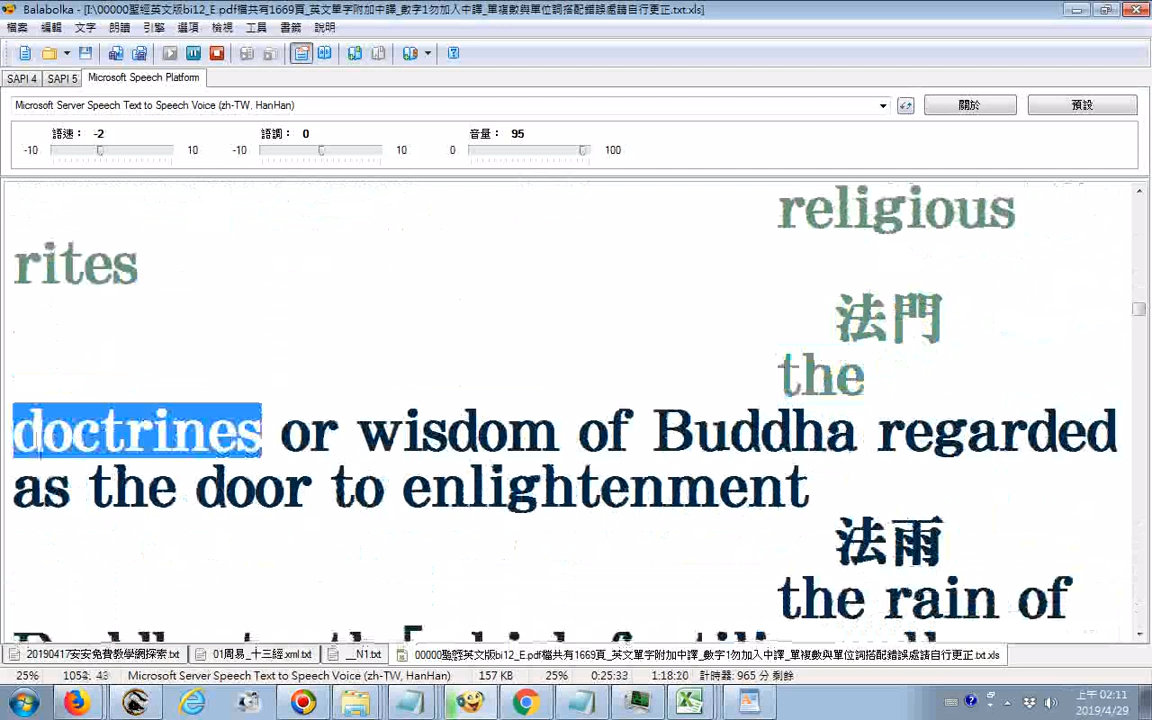 Balabolka - [I:\00000聖經英文版bi12_E.pdf檔共有1669頁_英文單字附加中譯_數字1勿加入中譯_單複數與單位詞搭配錯誤處請自行更正.txt.xls]
檔案 編輯 文字 朗讀 引擎 選項 檢視 工具 書籤 說明
SAPI 4 SAPI 5 Microsoft Speech Platform
Microsoft Server Speech Text to Speech Voice (zh-TW, HanHan) 關於 預設
語速： -2 語調： 0 音量： 95
-10 10 -10 10 0 100
religious
rites
法門
the
doctrines or wisdom of Buddha regarded
as the door to enlightenment
法雨
the rain of
20190417安安免費教學網探索.txt 01周易_十三經.xml.txt __N1.txt 00000聖經英文版bi12_E.pdf檔共有1669頁_英文單字附加中譯_數字1勿加入中譯_單複數與單位詞搭配錯誤處請自行更正.txt.xls
25% 1054: 43 Microsoft Server Speech Text to Speech Voice (zh-TW, HanHan) 157 KB 25% 0:25:33 1:18:20 計時器: 965 分 剩餘
上午 02:11
2019/4/29